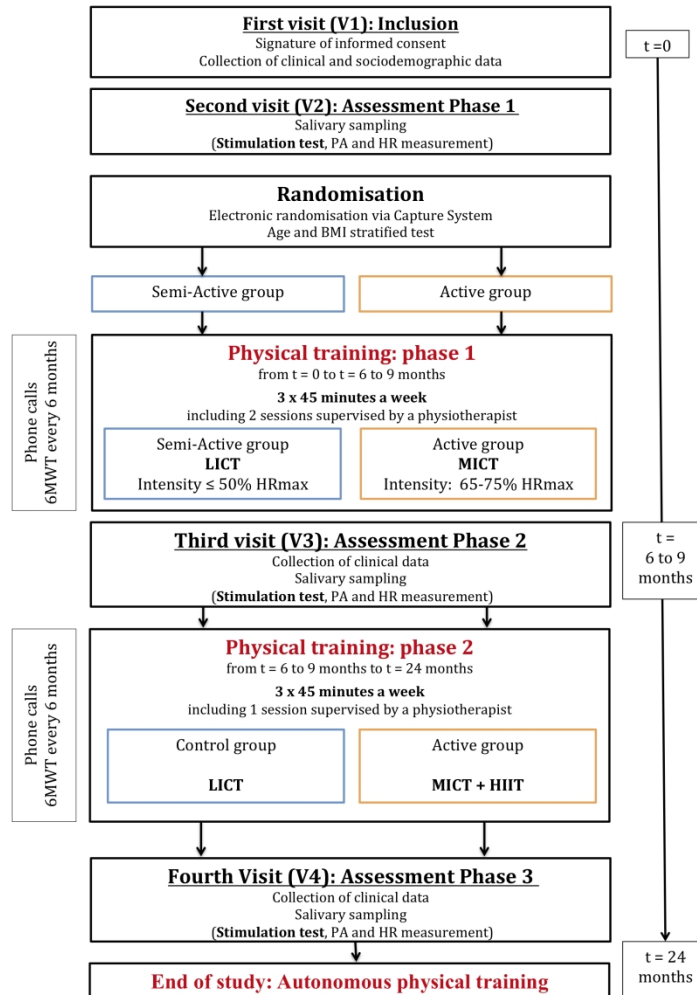 First visit (V1): Inclusion
Signature of informed consent
Collection of clinical and sociodemographic data
t =0
Second visit (V2): Assessment Phase 1
Salivary sampling
(Stimulation test, PA and HR measurement)
Randomisation
Electronic randomisation via Capture System
Age and BMI stratified test
Semi-Active group
Active group
Phone calls
6MWT every 6 months
Physical training: phase 1
from t = 0 to t = 6 to 9 months
3 x 45 minutes a week
including 2 sessions supervised by a physiotherapist
Semi-Active group
LICT
Intensity ≤ 50% HRmax
Active group
MICT
Intensity: 65-75% HRmax
Third visit (V3): Assessment Phase 2
Collection of clinical data
Salivary sampling
(Stimulation test, PA and HR measurement)
t =
6 to 9
months
Phone calls
6MWT every 6 months
Physical training: phase 2
from t = 6 to 9 months to t = 24 months
3 x 45 minutes a week
including 1 session supervised by a physiotherapist
Control group
LICT
Active group
MICT + HIIT
Fourth Visit (V4): Assessment Phase 3
Collection of clinical data
Salivary sampling
(Stimulation test, PA and HR measurement)
t = 24
months
End of study: Autonomous physical training